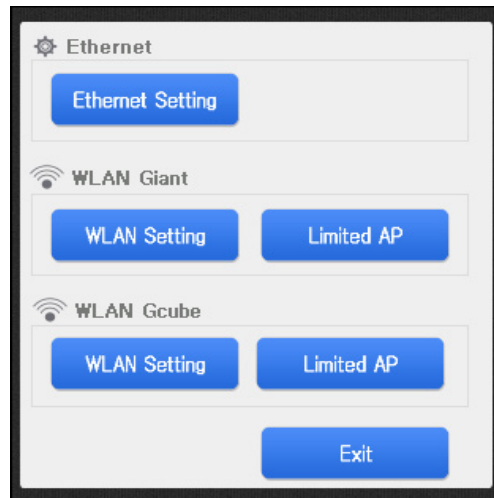 Ethernet
Ethernet Setting
WLAN Giant
WLAN Setting Limited AP
WLAN Gcube
WLAN Setting Limited AP
Exit